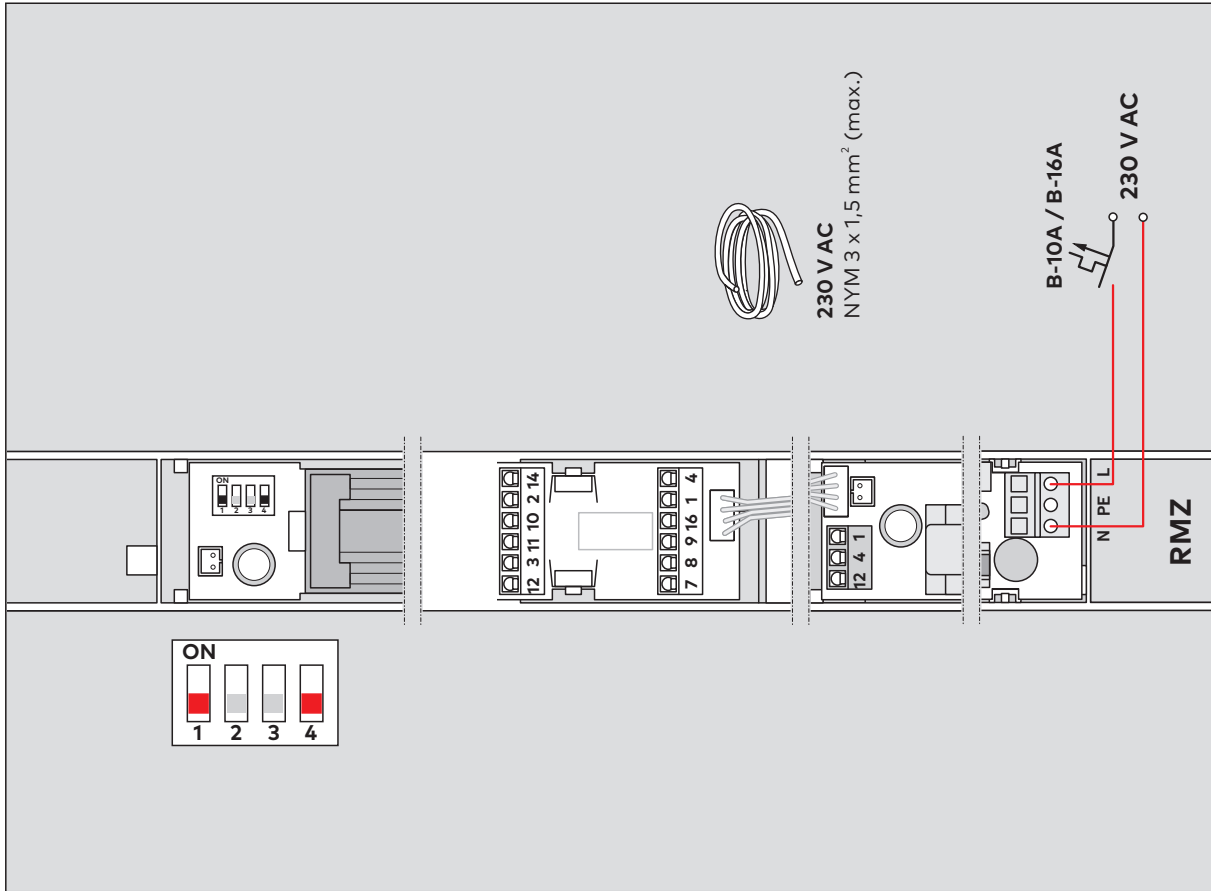 230 V AC
NYM 3 x 1,5 mm² (max.)
B-10A / B-16A
230 V AC
ON
1 2 3 4
12 3 11 10 2 14
7 8 9 16 1 4
12 4 1
N PE L
RMZ
ON
1 2 3 4